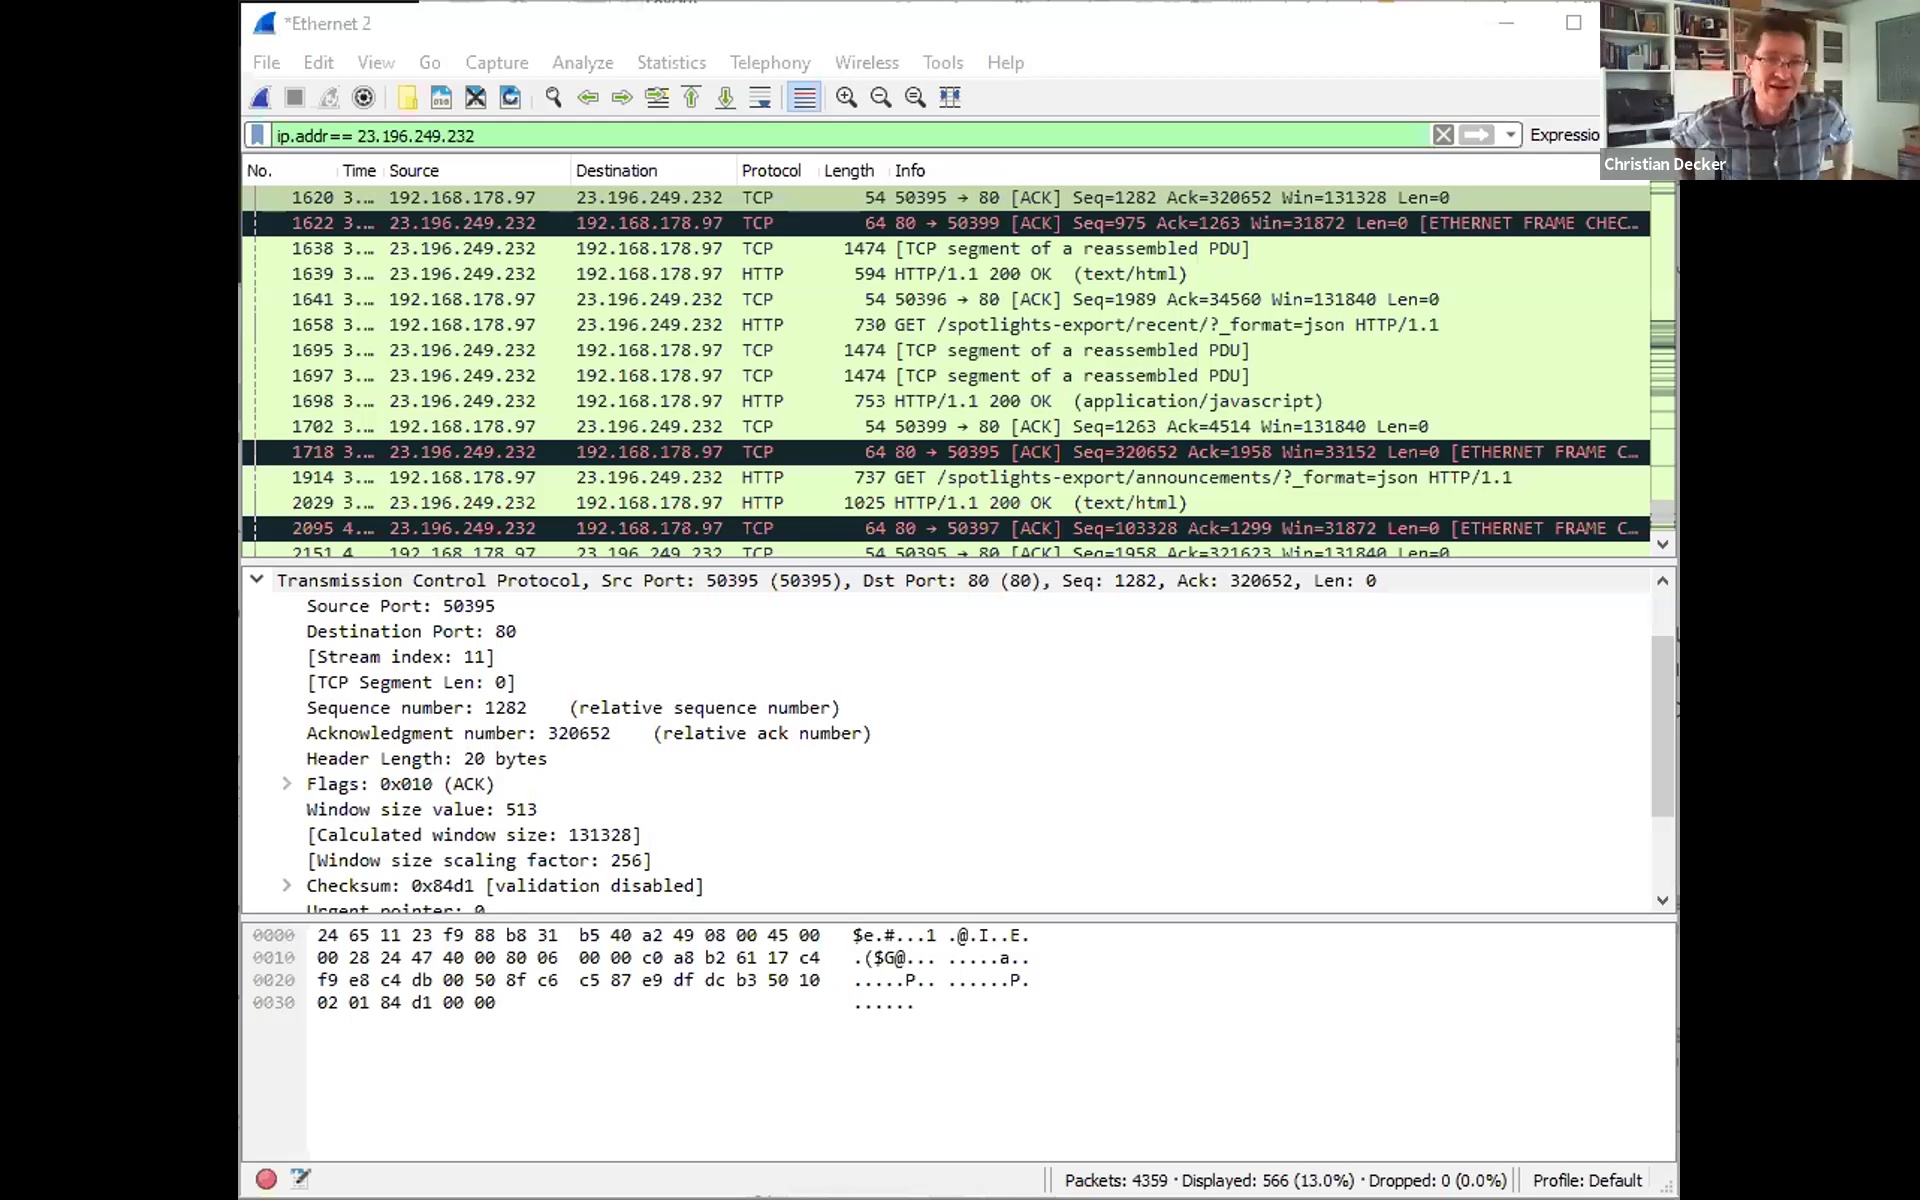 *Ethernet 2
File Edit View Go Capture Analyze Statistics Telephony Wireless Tools Help
ip.addr== 23.196.249.232
Expressio
Christian Decker
No. Time Source Destination Protocol Length Info
1620 3... 192.168.178.97 23.196.249.232 TCP 54 50395 → 80 [ACK] Seq=1282 Ack=320652 Win=131328 Len=0
1622 3... 23.196.249.232 192.168.178.97 TCP 64 80 → 50399 [ACK] Seq=975 Ack=1263 Win=31872 Len=0 [ETHERNET FRAME CHEC...
1638 3... 23.196.249.232 192.168.178.97 TCP 1474 [TCP segment of a reassembled PDU]
1639 3... 23.196.249.232 192.168.178.97 HTTP 594 HTTP/1.1 200 OK (text/html)
1641 3... 192.168.178.97 23.196.249.232 TCP 54 50396 → 80 [ACK] Seq=1989 Ack=34560 Win=131840 Len=0
1658 3... 192.168.178.97 23.196.249.232 HTTP 730 GET /spotlights-export/recent/?_format=json HTTP/1.1
1695 3... 23.196.249.232 192.168.178.97 TCP 1474 [TCP segment of a reassembled PDU]
1697 3... 23.196.249.232 192.168.178.97 TCP 1474 [TCP segment of a reassembled PDU]
1698 3... 23.196.249.232 192.168.178.97 HTTP 753 HTTP/1.1 200 OK (application/javascript)
1702 3... 192.168.178.97 23.196.249.232 TCP 54 50399 → 80 [ACK] Seq=1263 Ack=4514 Win=131840 Len=0
1718 3... 23.196.249.232 192.168.178.97 TCP 64 80 → 50395 [ACK] Seq=320652 Ack=1958 Win=33152 Len=0 [ETHERNET FRAME C...
1914 3... 192.168.178.97 23.196.249.232 HTTP 737 GET /spotlights-export/announcements/?_format=json HTTP/1.1
2029 3... 23.196.249.232 192.168.178.97 HTTP 1025 HTTP/1.1 200 OK (text/html)
2095 4... 23.196.249.232 192.168.178.97 TCP 64 80 → 50397 [ACK] Seq=103328 Ack=1299 Win=31872 Len=0 [ETHERNET FRAME C...
2151 4 192.168.178.97 23.196.249.232 TCP 54 50395 → 80 [ACK] Seq=1958 Ack=321623 Win=131840 Len=0
Transmission Control Protocol, Src Port: 50395 (50395), Dst Port: 80 (80), Seq: 1282, Ack: 320652, Len: 0
Source Port: 50395
Destination Port: 80
[Stream index: 11]
[TCP Segment Len: 0]
Sequence number: 1282 (relative sequence number)
Acknowledgment number: 320652 (relative ack number)
Header Length: 20 bytes
Flags: 0x010 (ACK)
Window size value: 513
[Calculated window size: 131328]
[Window size scaling factor: 256]
Checksum: 0x84d1 [validation disabled]
Urgent pointer: 0
0000 24 65 11 23 f9 88 b8 31 b5 40 a2 49 08 00 45 00 $e.#...1 .@.I..E.
0010 00 28 24 47 40 00 80 06 00 00 c0 a8 b2 61 17 c4 .($G@... .....a..
0020 f9 e8 c4 db 00 50 8f c6 c5 87 e9 df dc b3 50 10 .....P.. ......P.
0030 02 01 84 d1 00 00 ......
Packets: 4359 · Displayed: 566 (13.0%) · Dropped: 0 (0.0%) Profile: Default